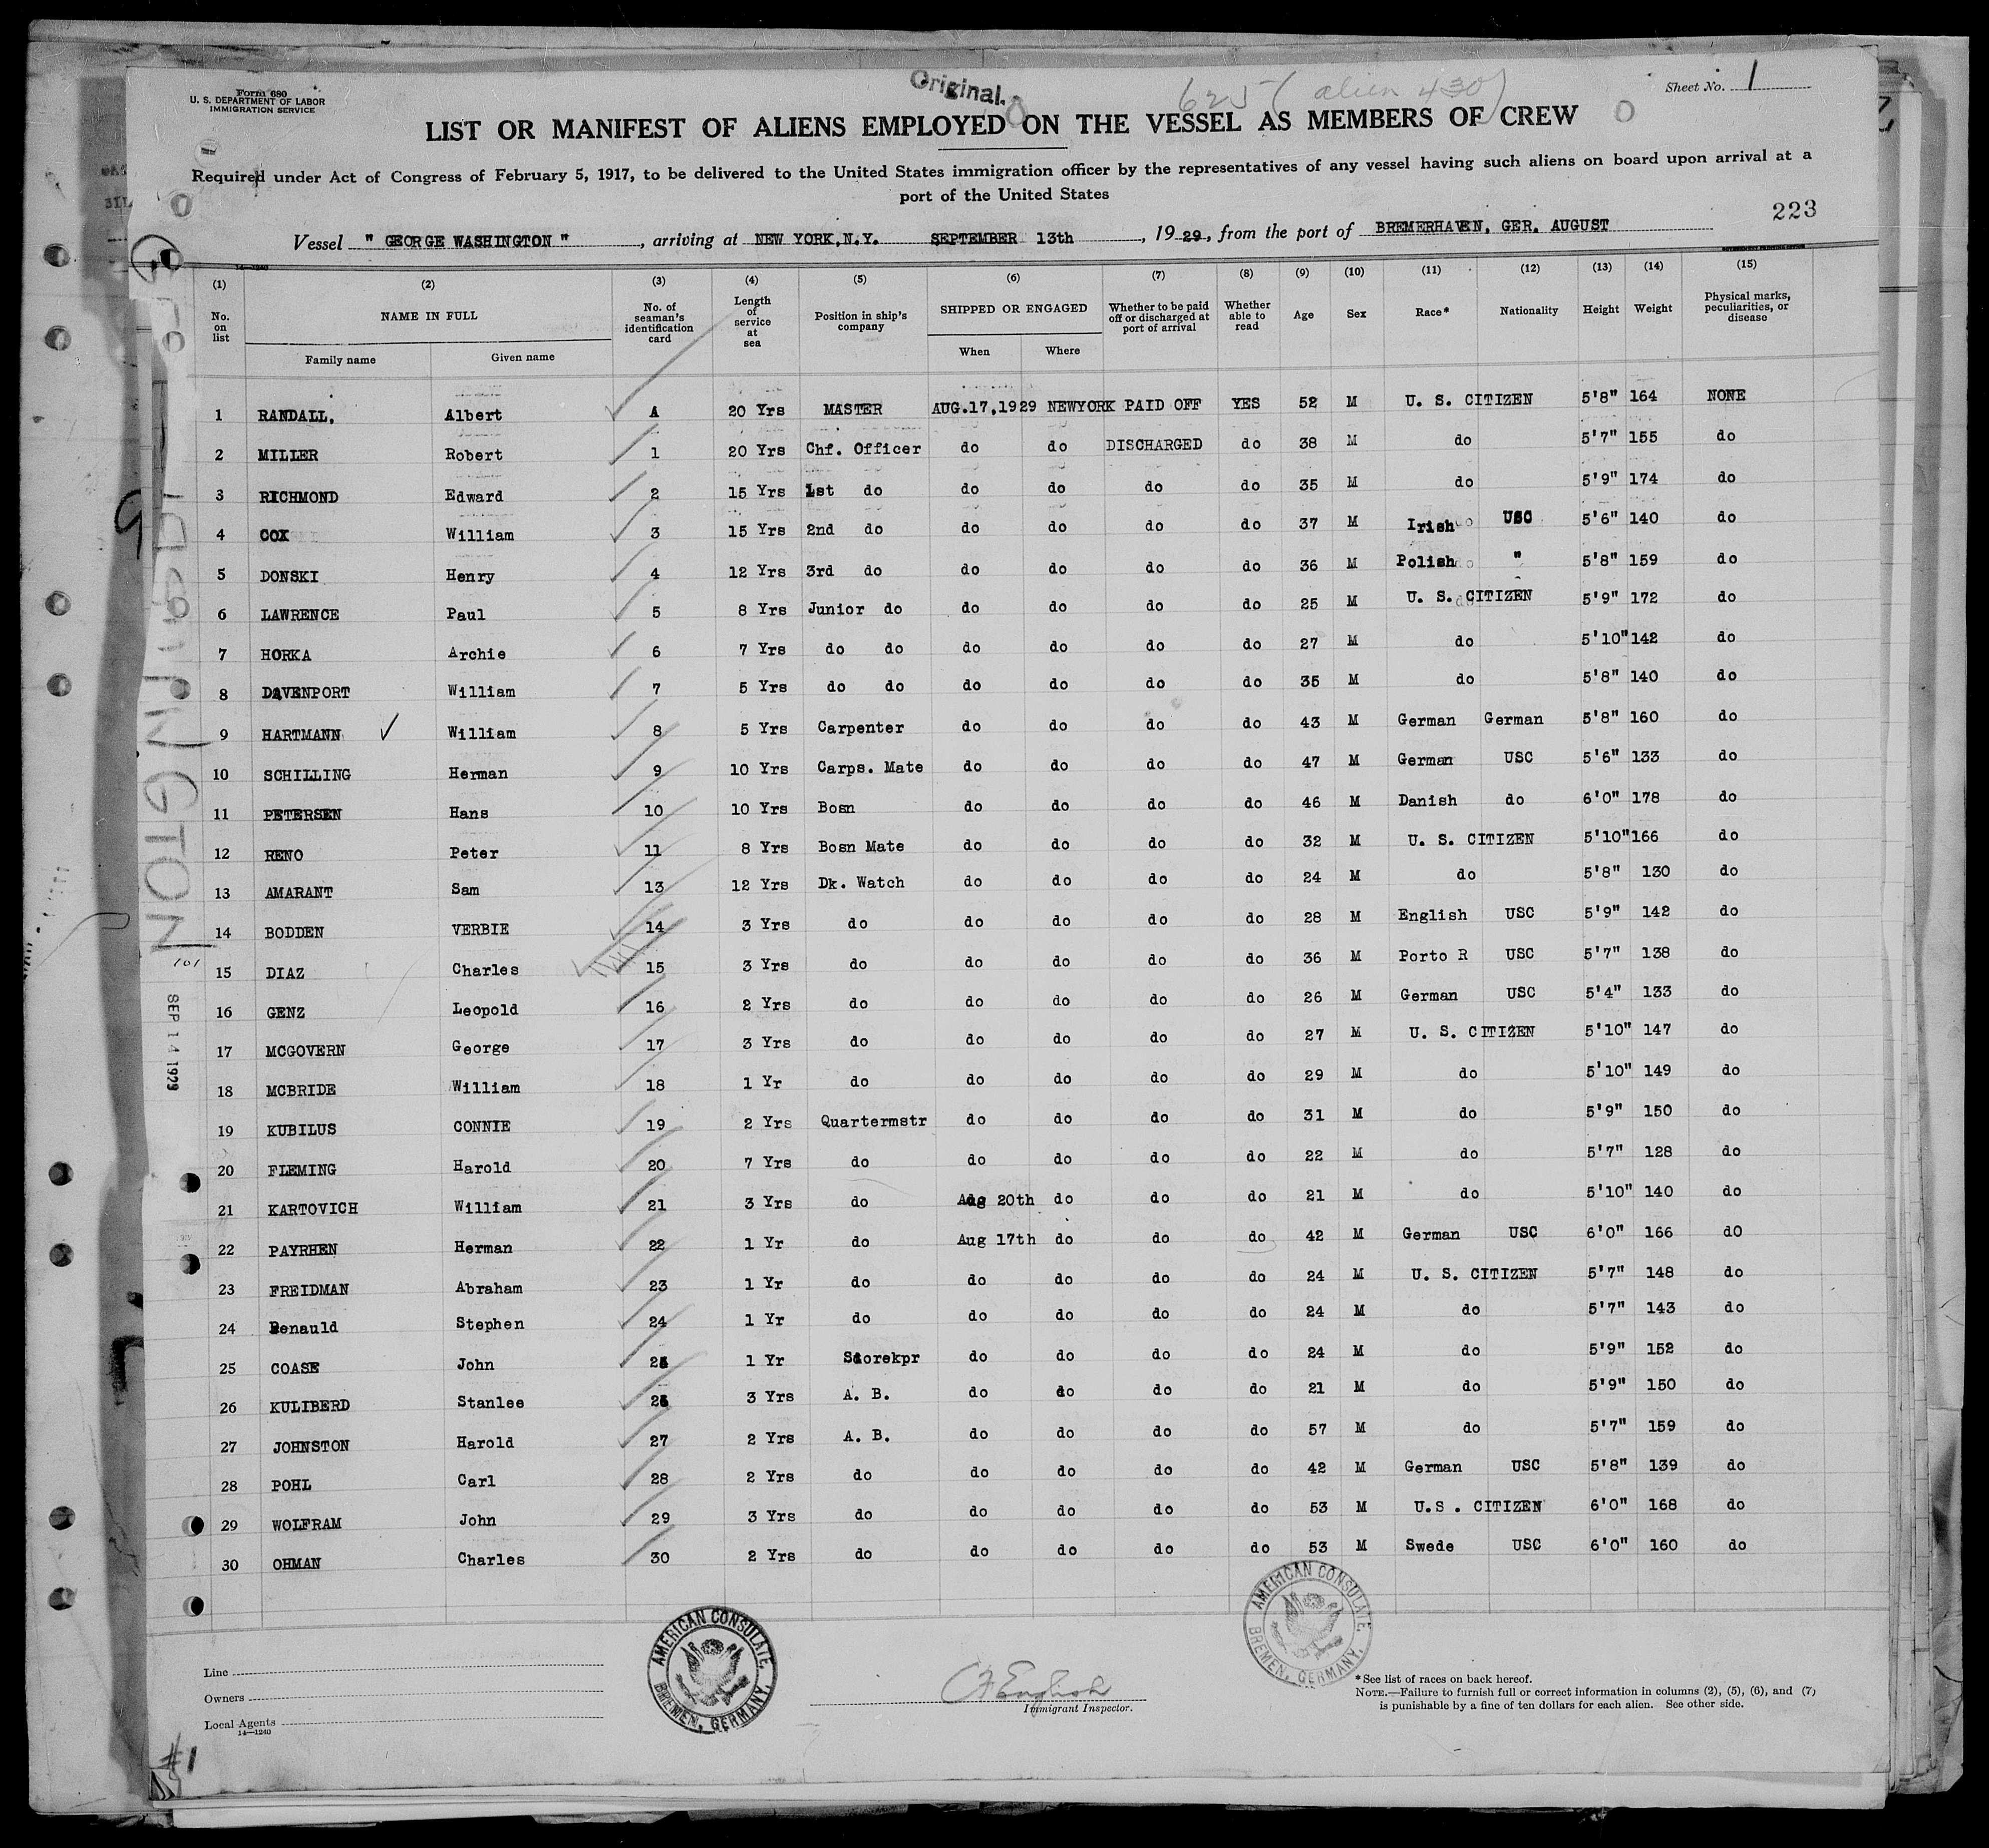 Form 680
U. S. DEPARTMENT OF LABOR
IMMIGRATION SERVICE
Original.
625 ( alien 430 )
Sheet No. 1
LIST OR MANIFEST OF ALIENS EMPLOYED ON THE VESSEL AS MEMBERS OF CREW
Required under Act of Congress of February 5, 1917, to be delivered to the United States immigration officer by the representatives of any vessel having such aliens on board upon arrival at a
port of the United States
223
Vessel " GEORGE WASHINGTON ", arriving at NEW YORK, N.Y. SEPTEMBER 13th, 1929, from the port of BREMERHAVEN, GER. AUGUST
14-1240
(1) (2) (3) (4) (5) (6) (7) (8) (9) (10) (11) (12) (13) (14) (15)
No. on list NAME IN FULL No. of seaman's identification card Length of service at sea Position in ship's company SHIPPED OR ENGAGED Whether to be paid off or discharged at port of arrival Whether able to read Age Sex Race* Nationality Height Weight Physical marks, peculiarities, or disease
Family name Given name When Where
1 RANDALL, Albert A 20 Yrs MASTER AUG.17,1929 NEWYORK PAID OFF YES 52 M U. S. CITIZEN 5'8" 164 NONE
2 MILLER Robert 1 20 Yrs Chf. Officer do do DISCHARGED do 38 M do 5'7" 155 do
3 RICHMOND Edward 2 15 Yrs 1st do do do do do 35 M do 5'9" 174 do
4 COX William 3 15 Yrs 2nd do do do do do 37 M Irish USC 5'6" 140 do
5 DONSKI Henry 4 12 Yrs 3rd do do do do do 36 M Polish " 5'8" 159 do
6 LAWRENCE Paul 5 8 Yrs Junior do do do do do 25 M U. S. CITIZEN 5'9" 172 do
7 HORKA Archie 6 7 Yrs do do do do do do 27 M do 5'10" 142 do
8 DAVENPORT William 7 5 Yrs do do do do do do 35 M do 5'8" 140 do
9 HARTMANN William 8 5 Yrs Carpenter do do do do 43 M German German 5'8" 160 do
10 SCHILLING Herman 9 10 Yrs Carps. Mate do do do do 47 M German USC 5'6" 133 do
11 PETERSEN Hans 10 10 Yrs Bosn do do do do 46 M Danish do 6'0" 178 do
12 RENO Peter 11 8 Yrs Bosn Mate do do do do 32 M U. S. CITIZEN 5'10" 166 do
13 AMARANT Sam 13 12 Yrs Dk. Watch do do do do 24 M do 5'8" 130 do
14 BODDEN VERBIE 14 3 Yrs do do do do do 28 M English USC 5'9" 142 do
15 DIAZ Charles 15 3 Yrs do do do do do 36 M Porto R USC 5'7" 138 do
16 GENZ Leopold 16 2 Yrs do do do do do 26 M German USC 5'4" 133 do
17 MCGOVERN George 17 3 Yrs do do do do do 27 M U. S. CITIZEN 5'10" 147 do
18 MCBRIDE William 18 1 Yr do do do do do 29 M do 5'10" 149 do
19 KUBILUS CONNIE 19 2 Yrs Quartermstr do do do do 31 M do 5'9" 150 do
20 FLEMING Harold 20 7 Yrs do do do do do 22 M do 5'7" 128 do
21 KARTOVICH William 21 3 Yrs do Aug 20th do do do 21 M do 5'10" 140 do
22 PAYRHEN Herman 22 1 Yr do Aug 17th do do do 42 M German USC 6'0" 166 dO
23 FREIDMAN Abraham 23 1 Yr do do do do do 24 M U. S. CITIZEN 5'7" 148 do
24 Renauld Stephen 24 1 Yr do do do do do 24 M do 5'7" 143 do
25 COASE John 25 1 Yr Storekpr do do do do 24 M do 5'9" 152 do
26 KULIBERD Stanlee 26 3 Yrs A. B. do do do do 21 M do 5'9" 150 do
27 JOHNSTON Harold 27 2 Yrs A. B. do do do do 57 M do 5'7" 159 do
28 POHL Carl 28 2 Yrs do do do do do 42 M German USC 5'8" 139 do
29 WOLFRAM John 29 3 Yrs do do do do do 53 M U.S . CITIZEN 6'0" 168 do
30 OHMAN Charles 30 2 Yrs do do do do do 53 M Swede USC 6'0" 160 do
101
SEP 14 1929
Line
Owners
Local Agents
14-1240
AMERICAN CONSULATE, BREMEN, GERMANY.
English
Immigrant Inspector.
AMERICAN CONSULATE, BREMEN, GERMANY.
* See list of races on back hereof.
NOTE.—Failure to furnish full or correct information in columns (2), (5), (6), and (7)
is punishable by a fine of ten dollars for each alien. See other side.
#1